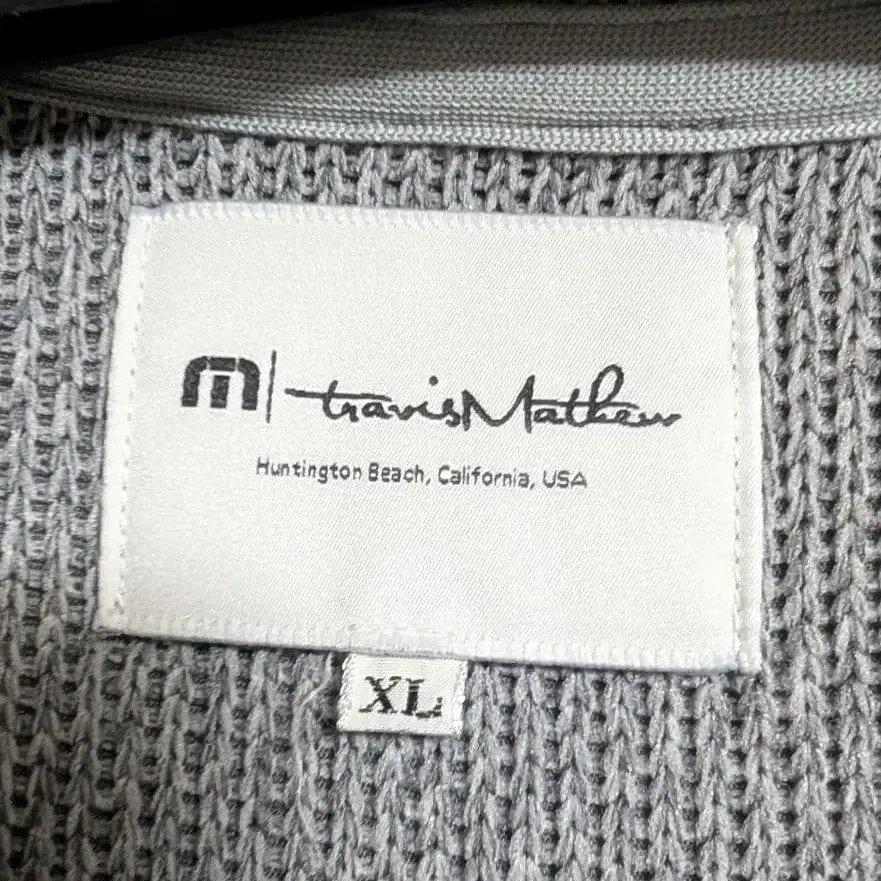 travisMathew
Huntington Beach, California, USA
XL